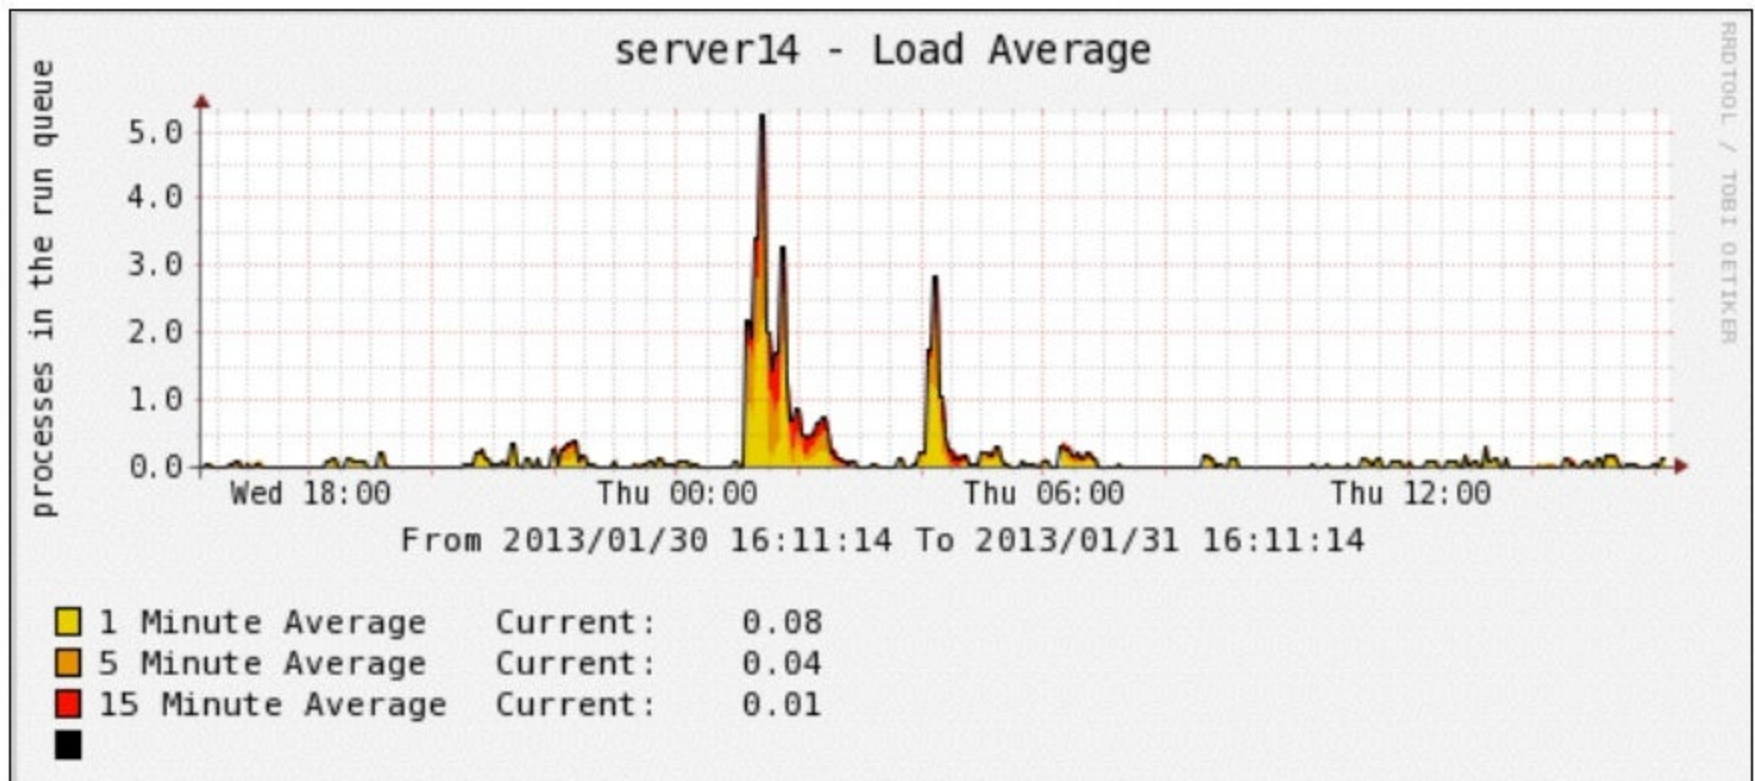 server14 - Load Average
RRDTOOL / TOBI OETIKER
processes in the run queue
5.0
4.0
3.0
2.0
1.0
0.0
Wed 18:00 Thu 00:00 Thu 06:00 Thu 12:00
From 2013/01/30 16:11:14 To 2013/01/31 16:11:14
1 Minute Average Current: 0.08
5 Minute Average Current: 0.04
15 Minute Average Current: 0.01